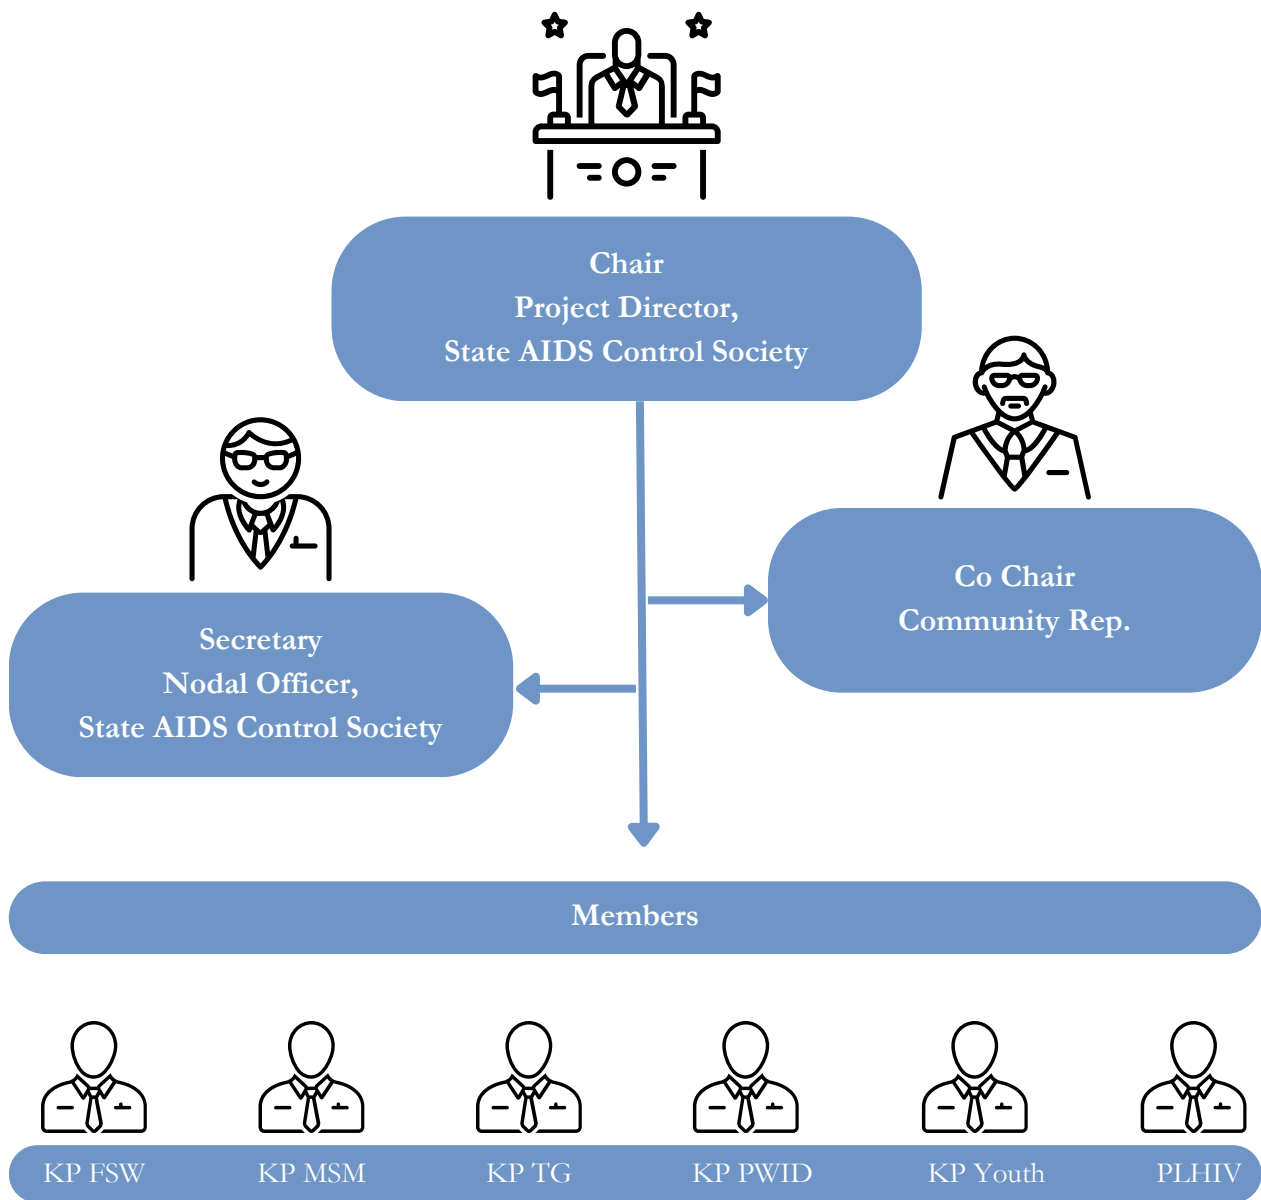 Chair
Project Director,
State AIDS Control Society
Co Chair
Community Rep.
Secretary
Nodal Officer,
State AIDS Control Society
Members
KP FSW
KP MSM
KP TG
KP PWID
KP Youth
PLHIV